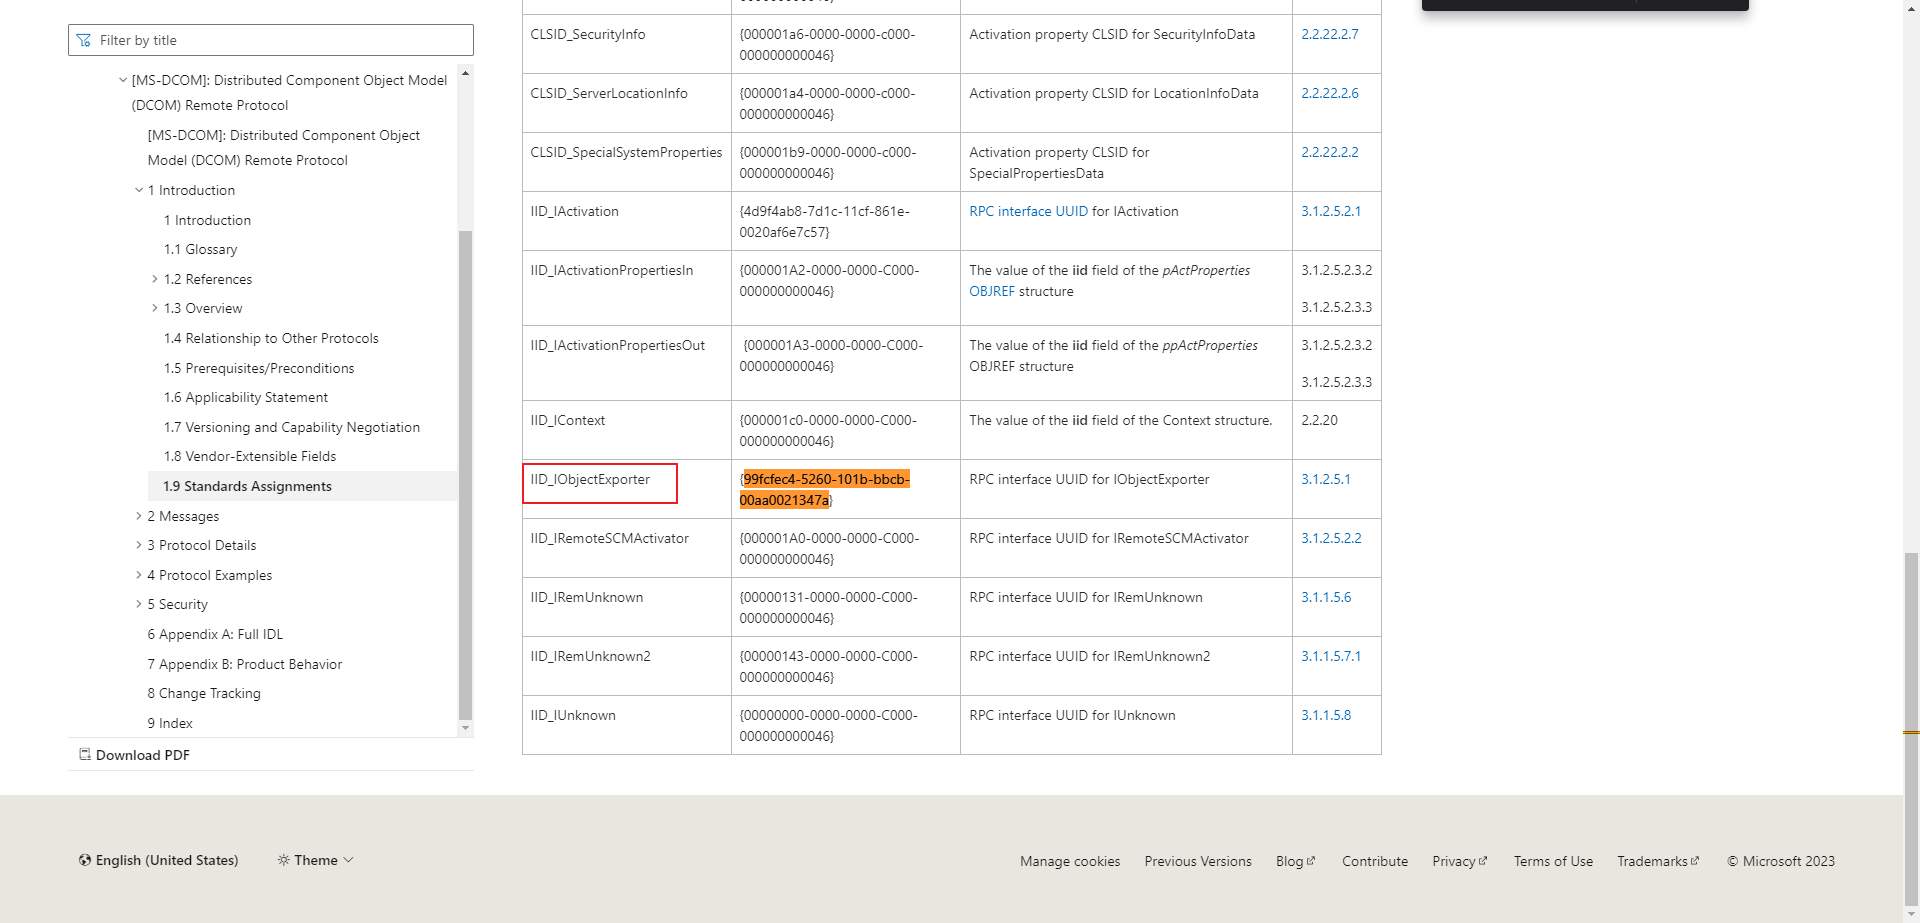 Filter by title
[MS-DCOM]: Distributed Component Object Model
(DCOM) Remote Protocol
[MS-DCOM]: Distributed Component Object
Model (DCOM) Remote Protocol
1 Introduction
1 Introduction
1.1 Glossary
1.2 References
1.3 Overview
1.4 Relationship to Other Protocols
1.5 Prerequisites/Preconditions
1.6 Applicability Statement
1.7 Versioning and Capability Negotiation
1.8 Vendor-Extensible Fields
1.9 Standards Assignments
2 Messages
3 Protocol Details
4 Protocol Examples
5 Security
6 Appendix A: Full IDL
7 Appendix B: Product Behavior
8 Change Tracking
9 Index
Download PDF
CLSID_SecurityInfo
{000001a6-0000-0000-c000-
000000000046}
Activation property CLSID for SecurityInfoData
2.2.22.2.7
CLSID_ServerLocationInfo
{000001a4-0000-0000-c000-
000000000046}
Activation property CLSID for LocationInfoData
2.2.22.2.6
CLSID_SpecialSystemProperties
{000001b9-0000-0000-c000-
000000000046}
Activation property CLSID for
SpecialPropertiesData
2.2.22.2.2
IID_IActivation
{4d9f4ab8-7d1c-11cf-861e-
0020af6e7c57}
RPC interface UUID for IActivation
3.1.2.5.2.1
IID_IActivationPropertiesIn
{000001A2-0000-0000-C000-
000000000046}
The value of the iid field of the pActProperties
OBJREF structure
3.1.2.5.2.3.2
3.1.2.5.2.3.3
IID_IActivationPropertiesOut
{000001A3-0000-0000-C000-
000000000046}
The value of the iid field of the ppActProperties
OBJREF structure
3.1.2.5.2.3.2
3.1.2.5.2.3.3
IID_IContext
{000001c0-0000-0000-C000-
000000000046}
The value of the iid field of the Context structure.
2.2.20
IID_IObjectExporter
{99fcfec4-5260-101b-bbcb-
00aa0021347a}
RPC interface UUID for IObjectExporter
3.1.2.5.1
IID_IRemoteSCMActivator
{000001A0-0000-0000-C000-
000000000046}
RPC interface UUID for IRemoteSCMActivator
3.1.2.5.2.2
IID_IRemUnknown
{00000131-0000-0000-C000-
000000000046}
RPC interface UUID for IRemUnknown
3.1.1.5.6
IID_IRemUnknown2
{00000143-0000-0000-C000-
000000000046}
RPC interface UUID for IRemUnknown2
3.1.1.5.7.1
IID_IUnknown
{00000000-0000-0000-C000-
000000000046}
RPC interface UUID for IUnknown
3.1.1.5.8
English (United States) Theme
Manage cookies Previous Versions Blog Contribute Privacy Terms of Use Trademarks © Microsoft 2023